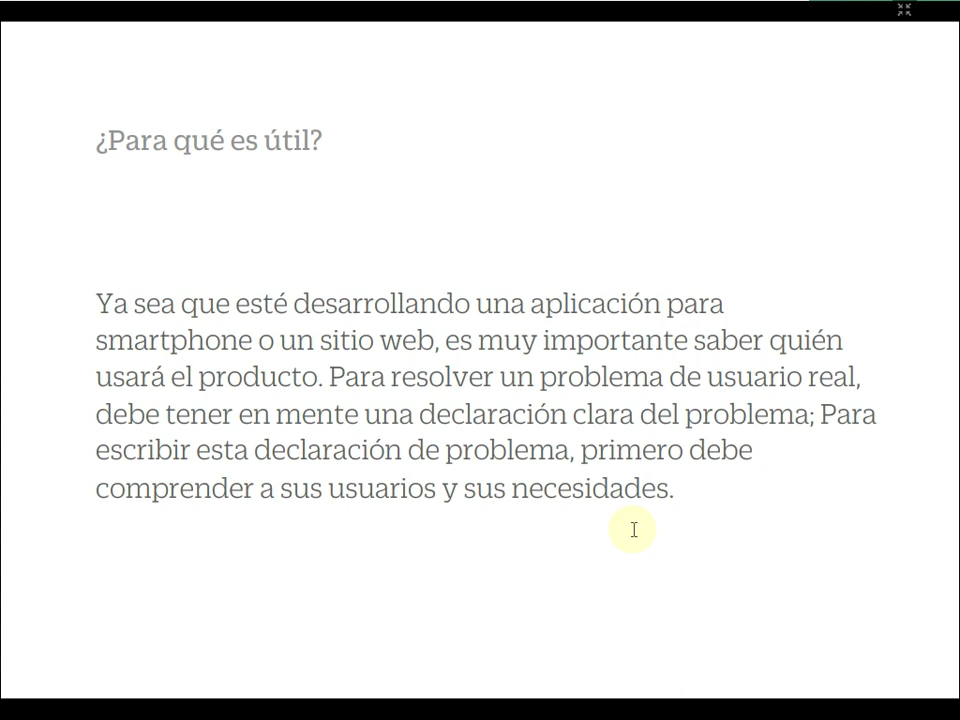 ¿Para qué es útil?
Ya sea que esté desarrollando una aplicación para
smartphone o un sitio web, es muy importante saber quién
usará el producto. Para resolver un problema de usuario real,
debe tener en mente una declaración clara del problema; Para
escribir esta declaración de problema, primero debe
comprender a sus usuarios y sus necesidades.